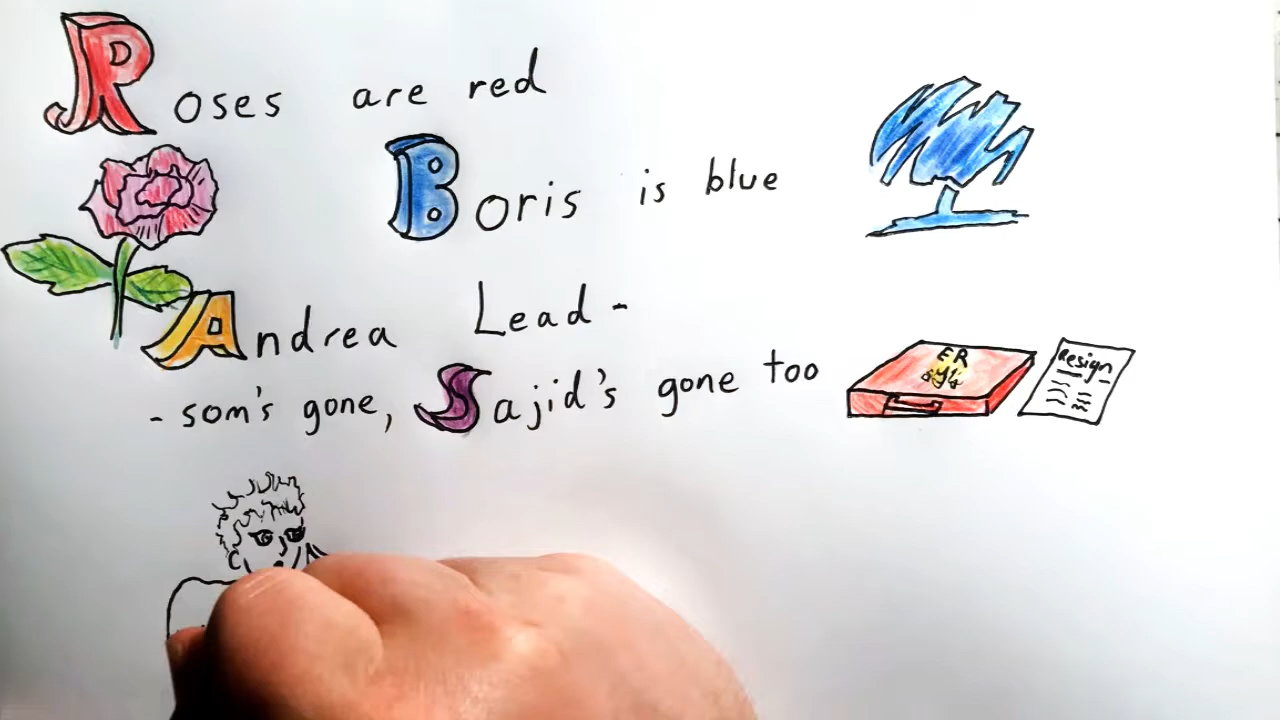 Roses are red
Boris is blue
Andrea Lead -
- som's gone, Sajid's gone too
ER
Resign